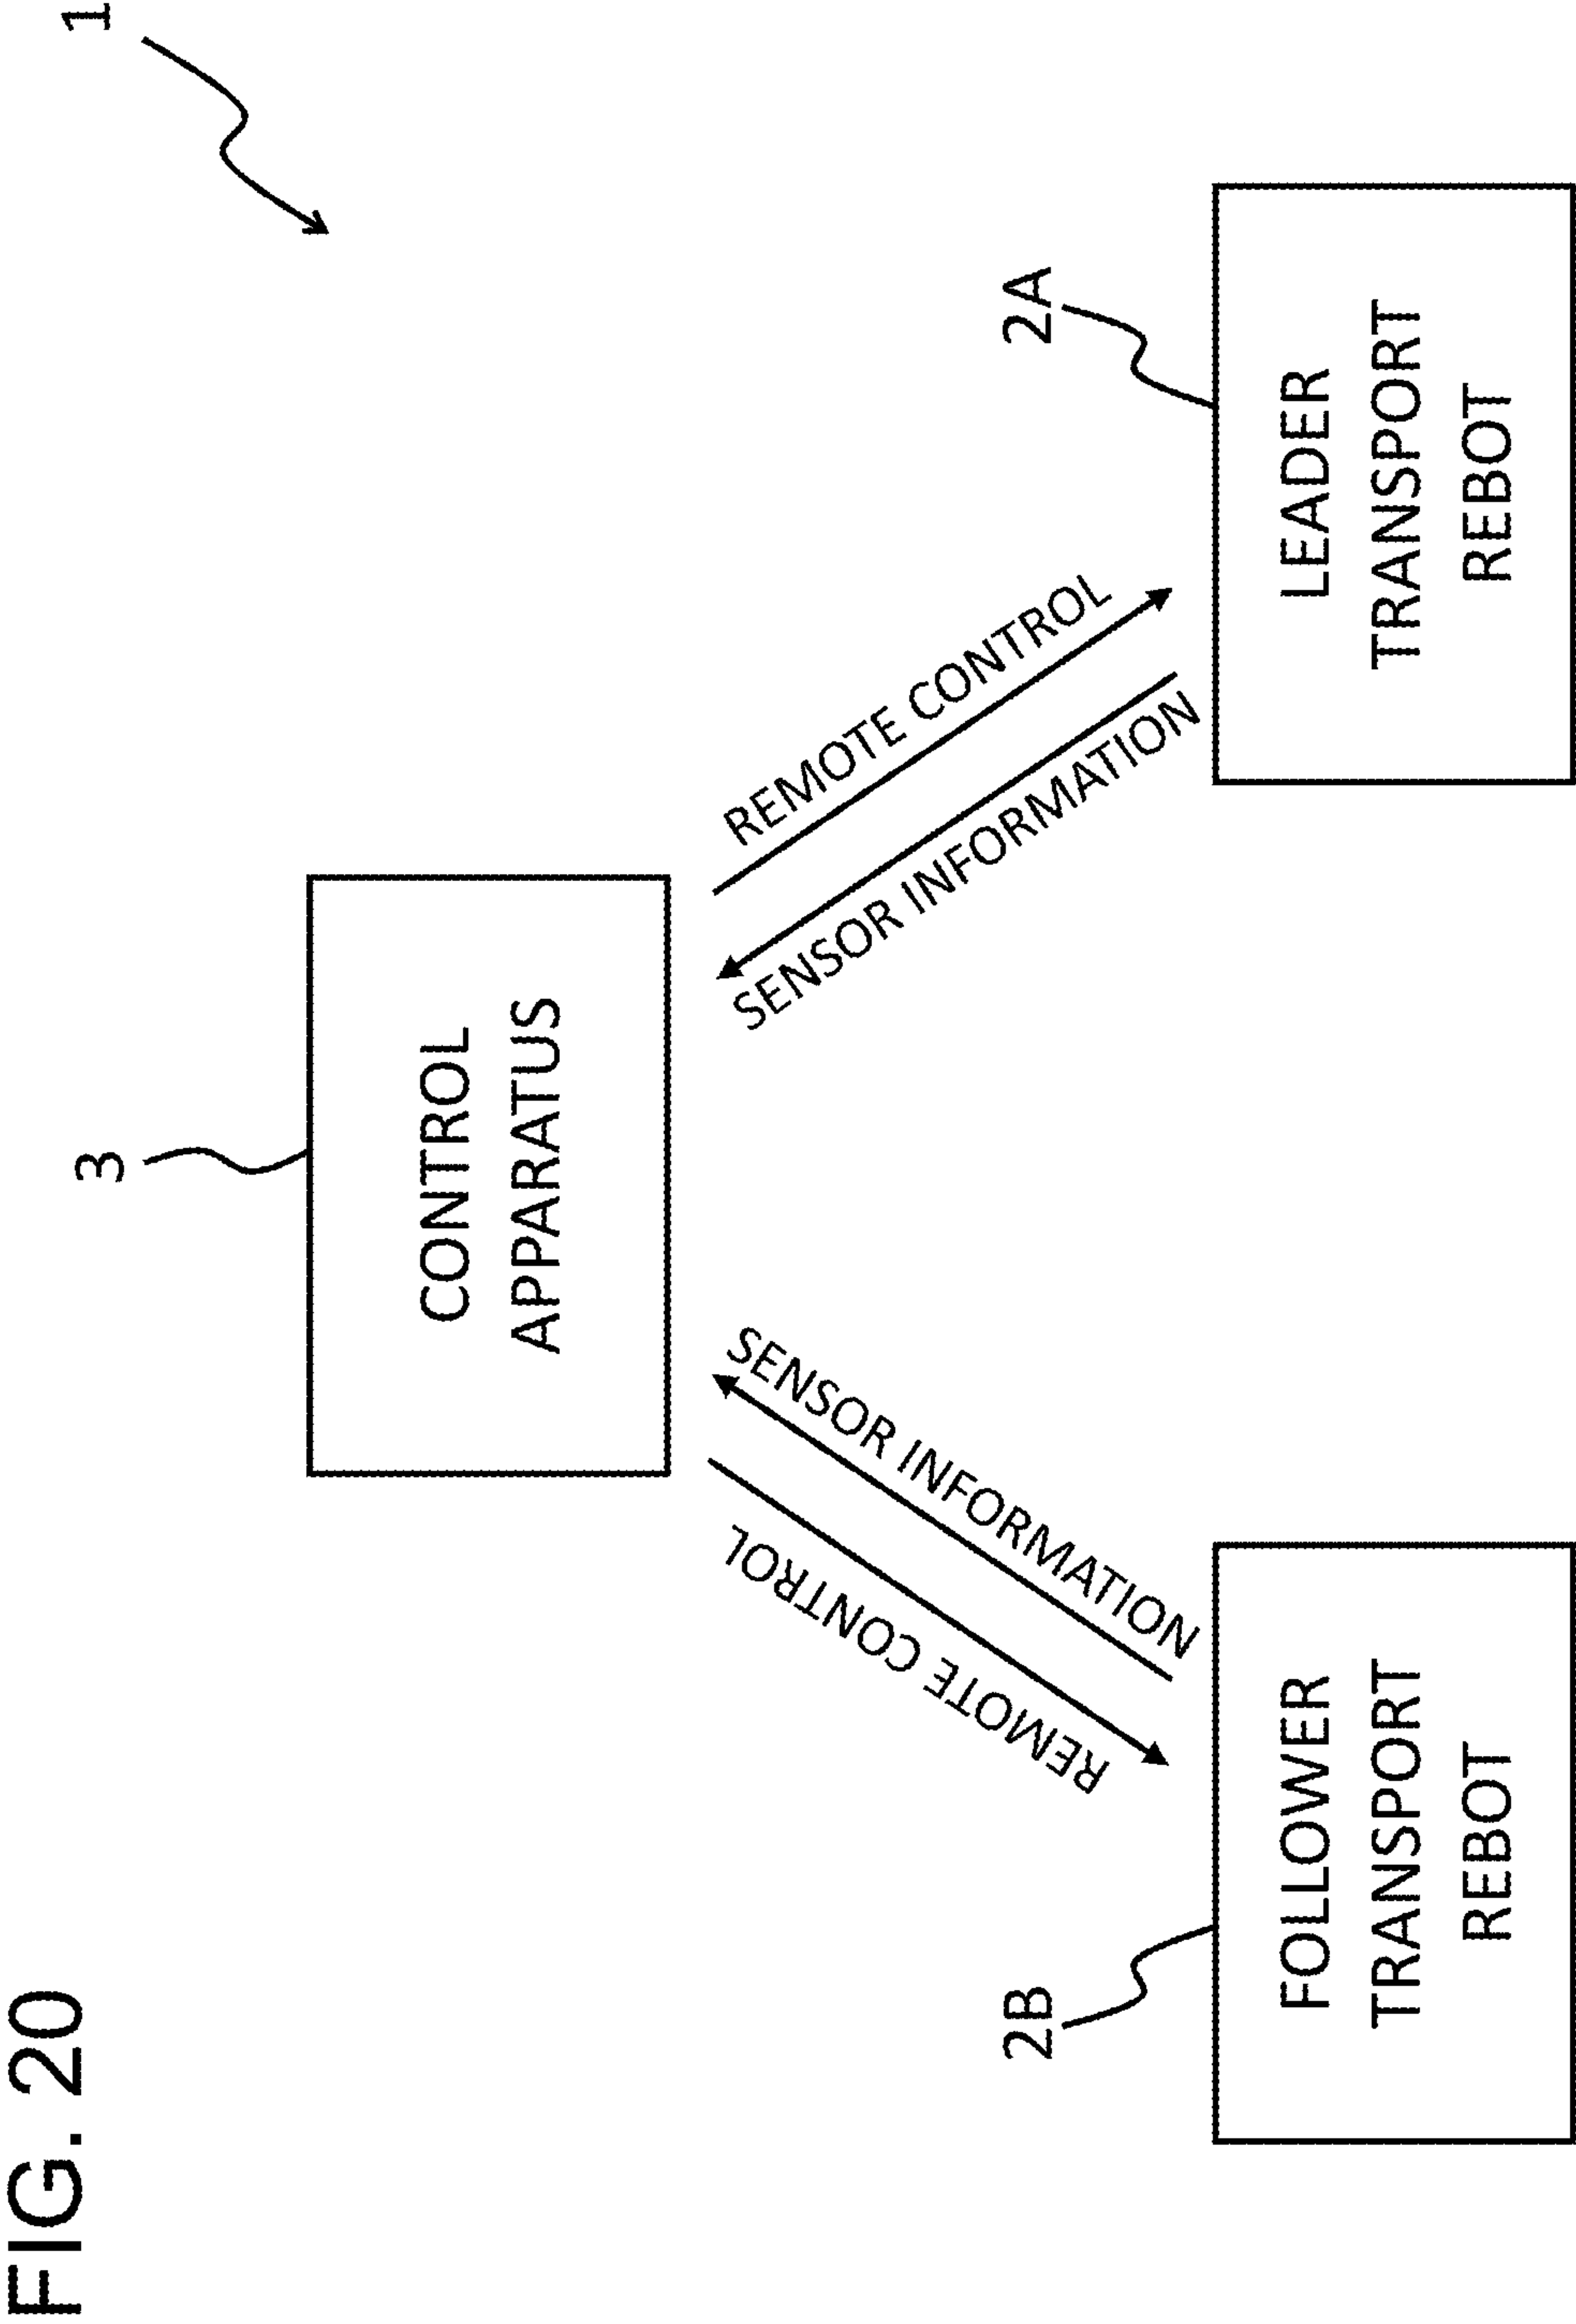 FIG. 20
1
3
CONTROL
APPARATUS
SENSOR INFORMATION
REMOTE CONTROL
REMOTE CONTROL
SENSOR INFORMATION
2B
FOLLOWER
TRANSPORT
REBOT
2A
LEADER
TRANSPORT
REBOT